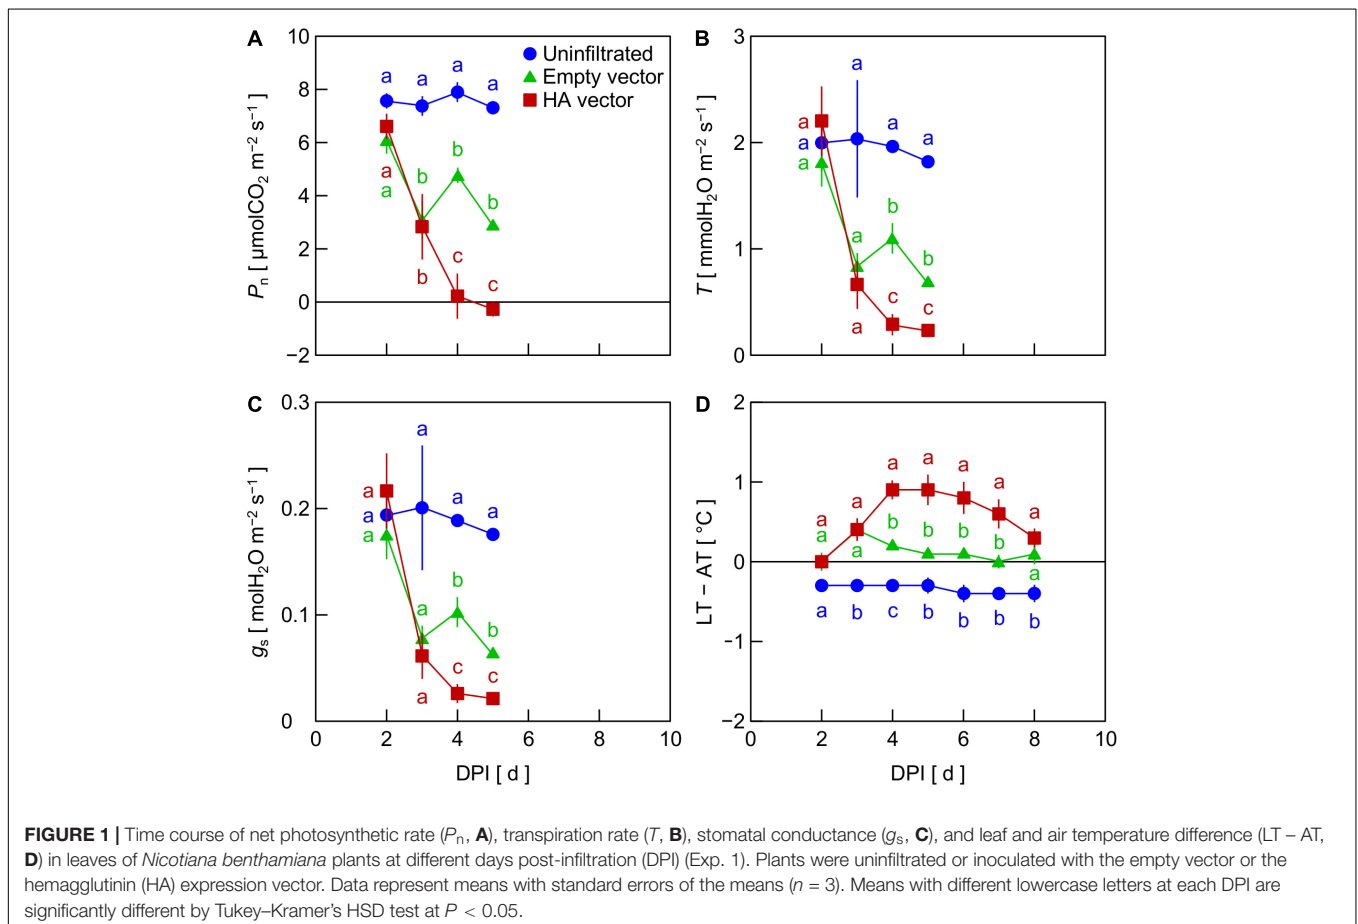 A
10
8
6
4
2
0
−2
Pn [ μmolCO2 m−2 s−1 ]
Uninfiltrated
Empty vector
HA vector
a
a
a
a
a
a
b
b
b
b
c
c
B
3
2
1
0
T [ mmolH2O m−2 s−1 ]
a
a
a
a
a
a
a
b
b
a
c
c
C
0.3
0.2
0.1
0
gs [ molH2O m−2 s−1 ]
a
a
a
a
a
a
a
b
b
a
c
c
0
2
4
6
8
10
DPI [ d ]
D
2
1
0
−1
−2
LT – AT [ °C ]
a
a
a
a
a
a
a
a
a
b
b
b
b
a
a
b
c
b
b
b
b
0
2
4
6
8
10
DPI [ d ]
FIGURE 1 | Time course of net photosynthetic rate (Pn, A), transpiration rate (T, B), stomatal conductance (gs, C), and leaf and air temperature difference (LT – AT,
D) in leaves of Nicotiana benthamiana plants at different days post-infiltration (DPI) (Exp. 1). Plants were uninfiltrated or inoculated with the empty vector or the
hemagglutinin (HA) expression vector. Data represent means with standard errors of the means (n = 3). Means with different lowercase letters at each DPI are
significantly different by Tukey–Kramer's HSD test at P < 0.05.